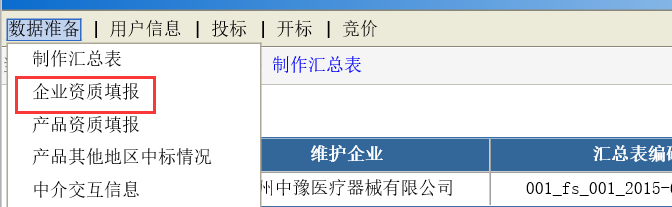 数据准备 | 用户信息 | 投标 | 开标 | 竞价
制作汇总表
制作汇总表
企业资质填报
产品资质填报
产品其他地区中标情况
中介交互信息
维护企业 汇总表编
州中豫医疗器械有限公司 001_fs_001_2015-